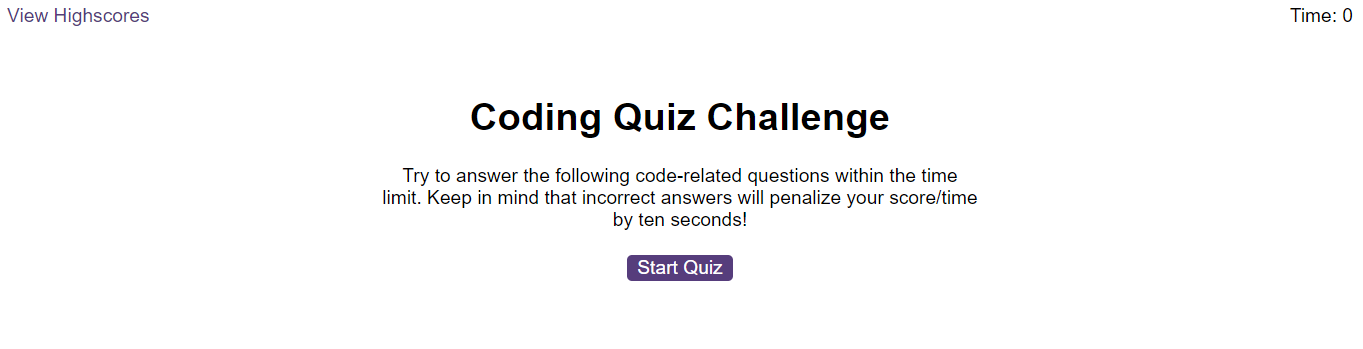 View Highscores
Time: 0
Coding Quiz Challenge
Try to answer the following code-related questions within the time
limit. Keep in mind that incorrect answers will penalize your score/time
by ten seconds!
Start Quiz